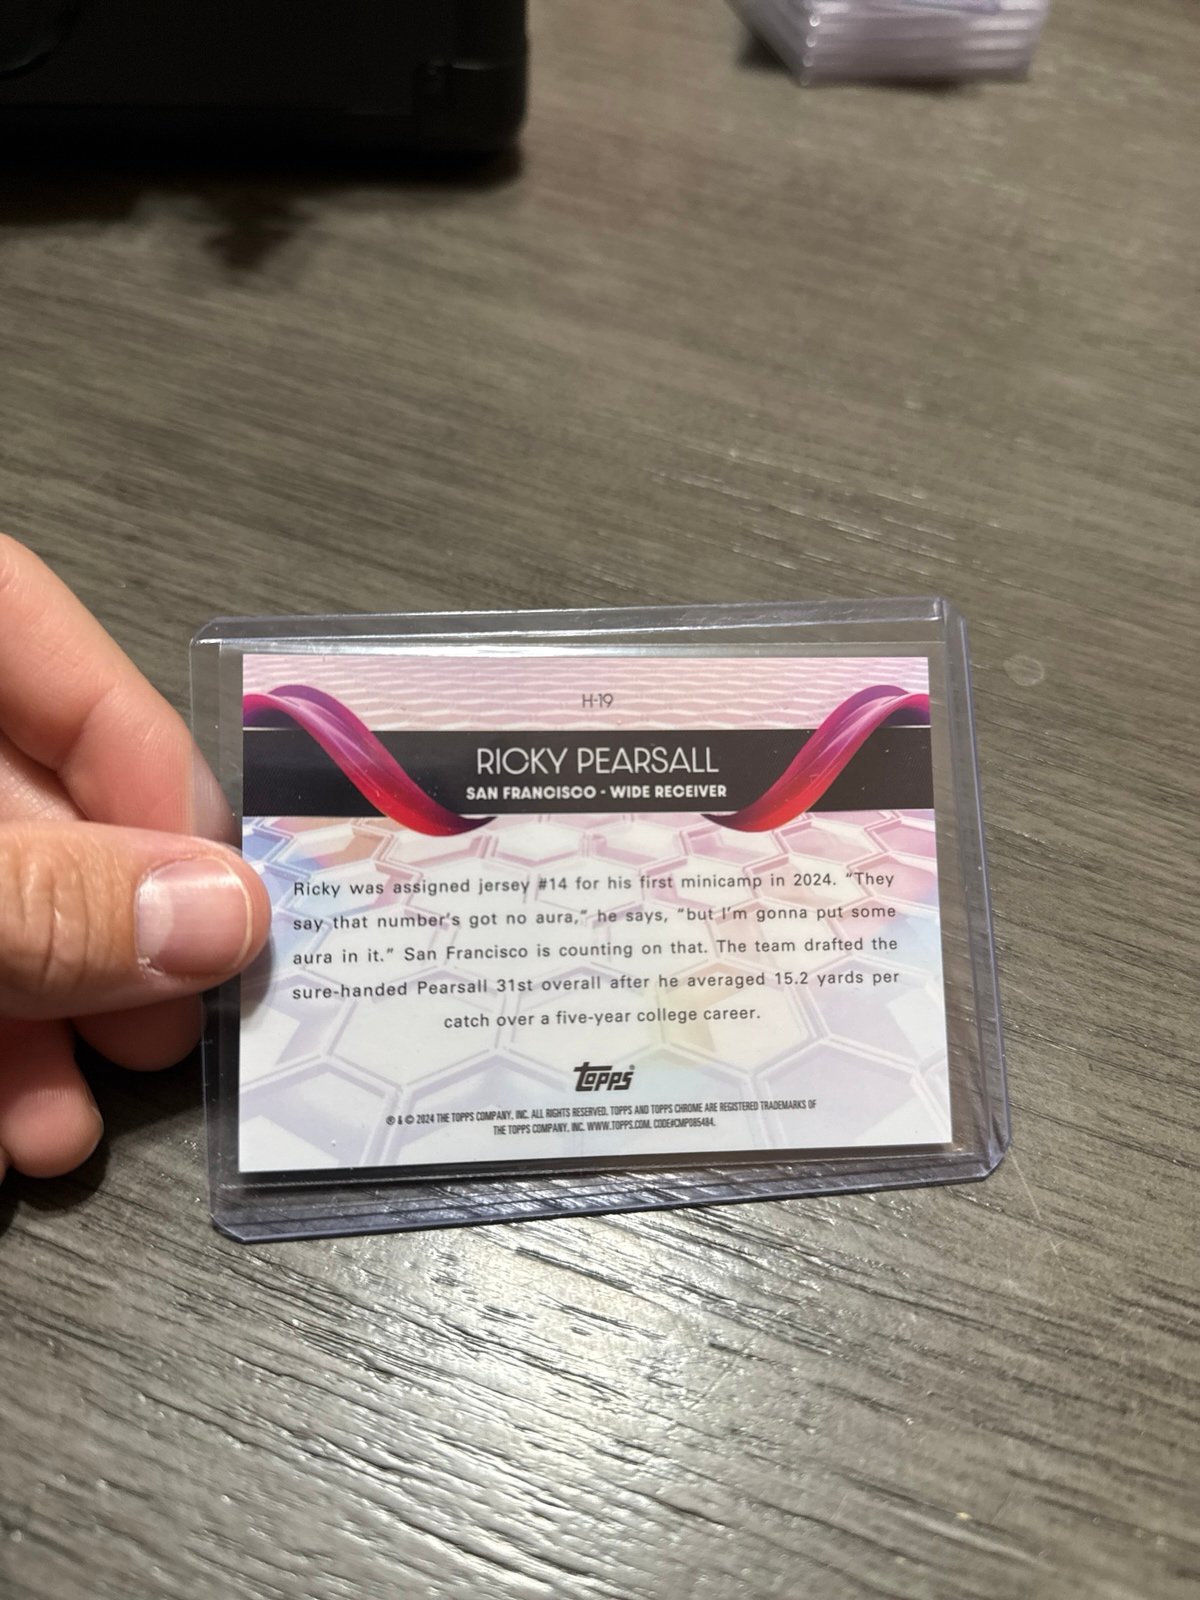 H-19
RICKY PEARSALL
SAN FRANCISCO - WIDE RECEIVER
Ricky was assigned jersey #14 for his first minicamp in 2024. “They
say that number's got no aura,” he says, “but I'm gonna put some
aura in it.” San Francisco is counting on that. The team drafted the
sure-handed Pearsall 31st overall after he averaged 15.2 yards per
catch over a five-year college career.
topps®
® & © 2024 THE TOPPS COMPANY, INC. ALL RIGHTS RESERVED. TOPPS AND TOPPS CHROME ARE REGISTERED TRADEMARKS OF
THE TOPPS COMPANY, INC. WWW.TOPPS.COM. CODE#CMP085484.